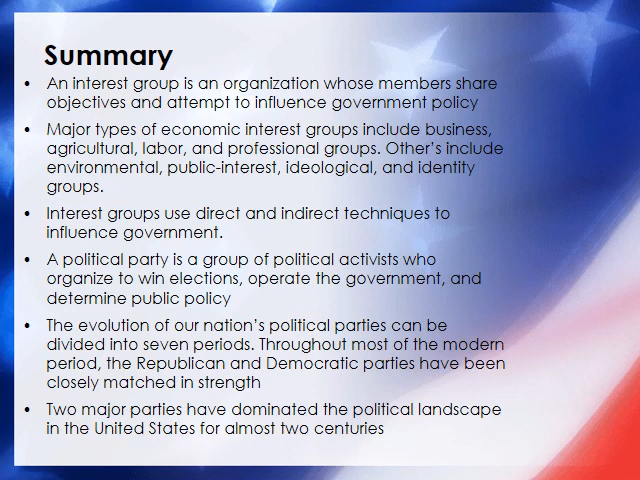 Summary
• An interest group is an organization whose members share
objectives and attempt to influence government policy
• Major types of economic interest groups include business,
agricultural, labor, and professional groups. Other’s include
environmental, public-interest, ideological, and identity
groups.
• Interest groups use direct and indirect techniques to
influence government.
• A political party is a group of political activists who
organize to win elections, operate the government, and
determine public policy
• The evolution of our nation’s political parties can be
divided into seven periods. Throughout most of the modern
period, the Republican and Democratic parties have been
closely matched in strength
• Two major parties have dominated the political landscape
in the United States for almost two centuries